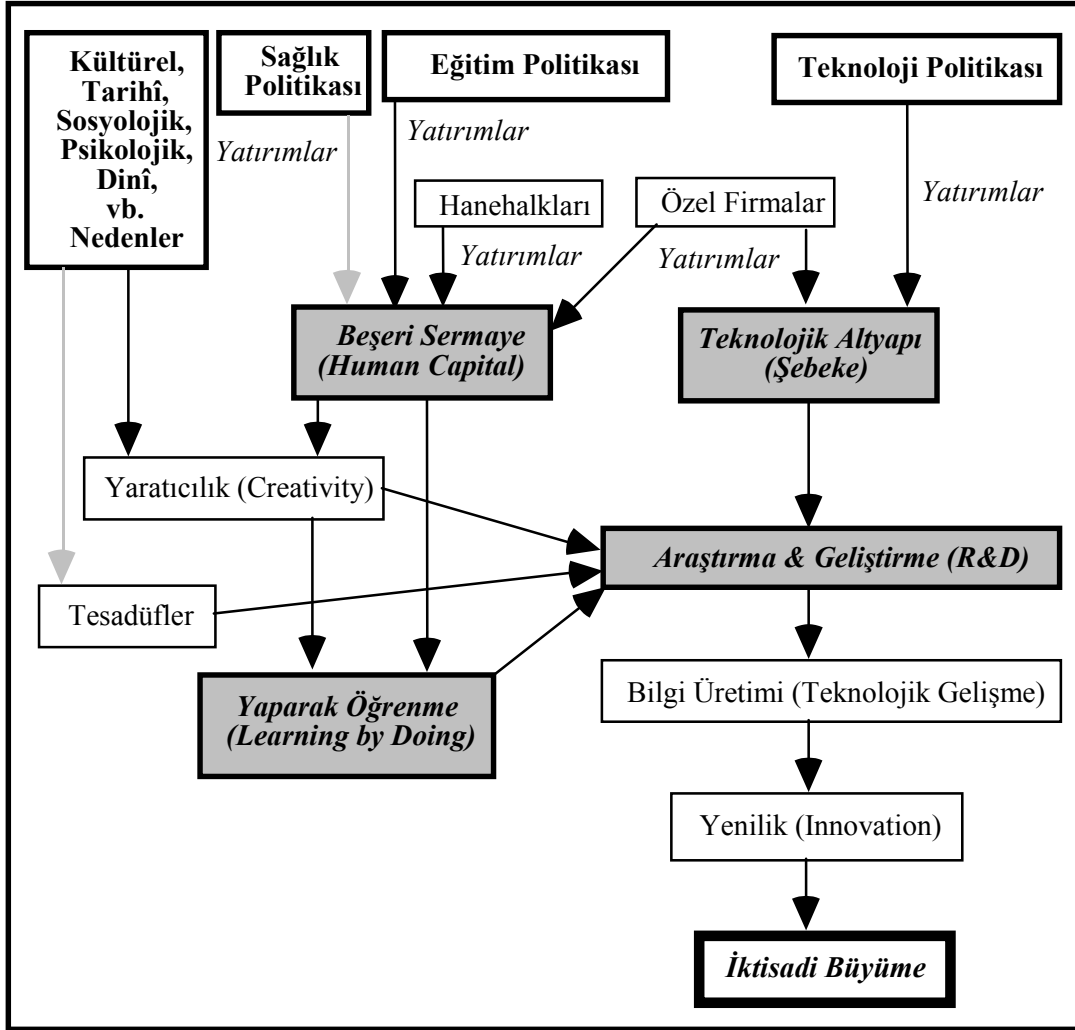 Kültürel,
Tarihî,
Sosyolojik,
Psikolojik,
Dinî,
vb.
Nedenler
Sağlık
Politikası
Eğitim Politikası
Teknoloji Politikası
Yatırımlar
Yatırımlar
Yatırımlar
Hanehalkları
Özel Firmalar
Yatırımlar
Yatırımlar
Beşeri Sermaye
(Human Capital)
Teknolojik Altyapı
(Şebeke)
Yaratıcılık (Creativity)
Araştırma & Geliştirme (R&D)
Tesadüfler
Yaparak Öğrenme
(Learning by Doing)
Bilgi Üretimi (Teknolojik Gelişme)
Yenilik (Innovation)
İktisadi Büyüme